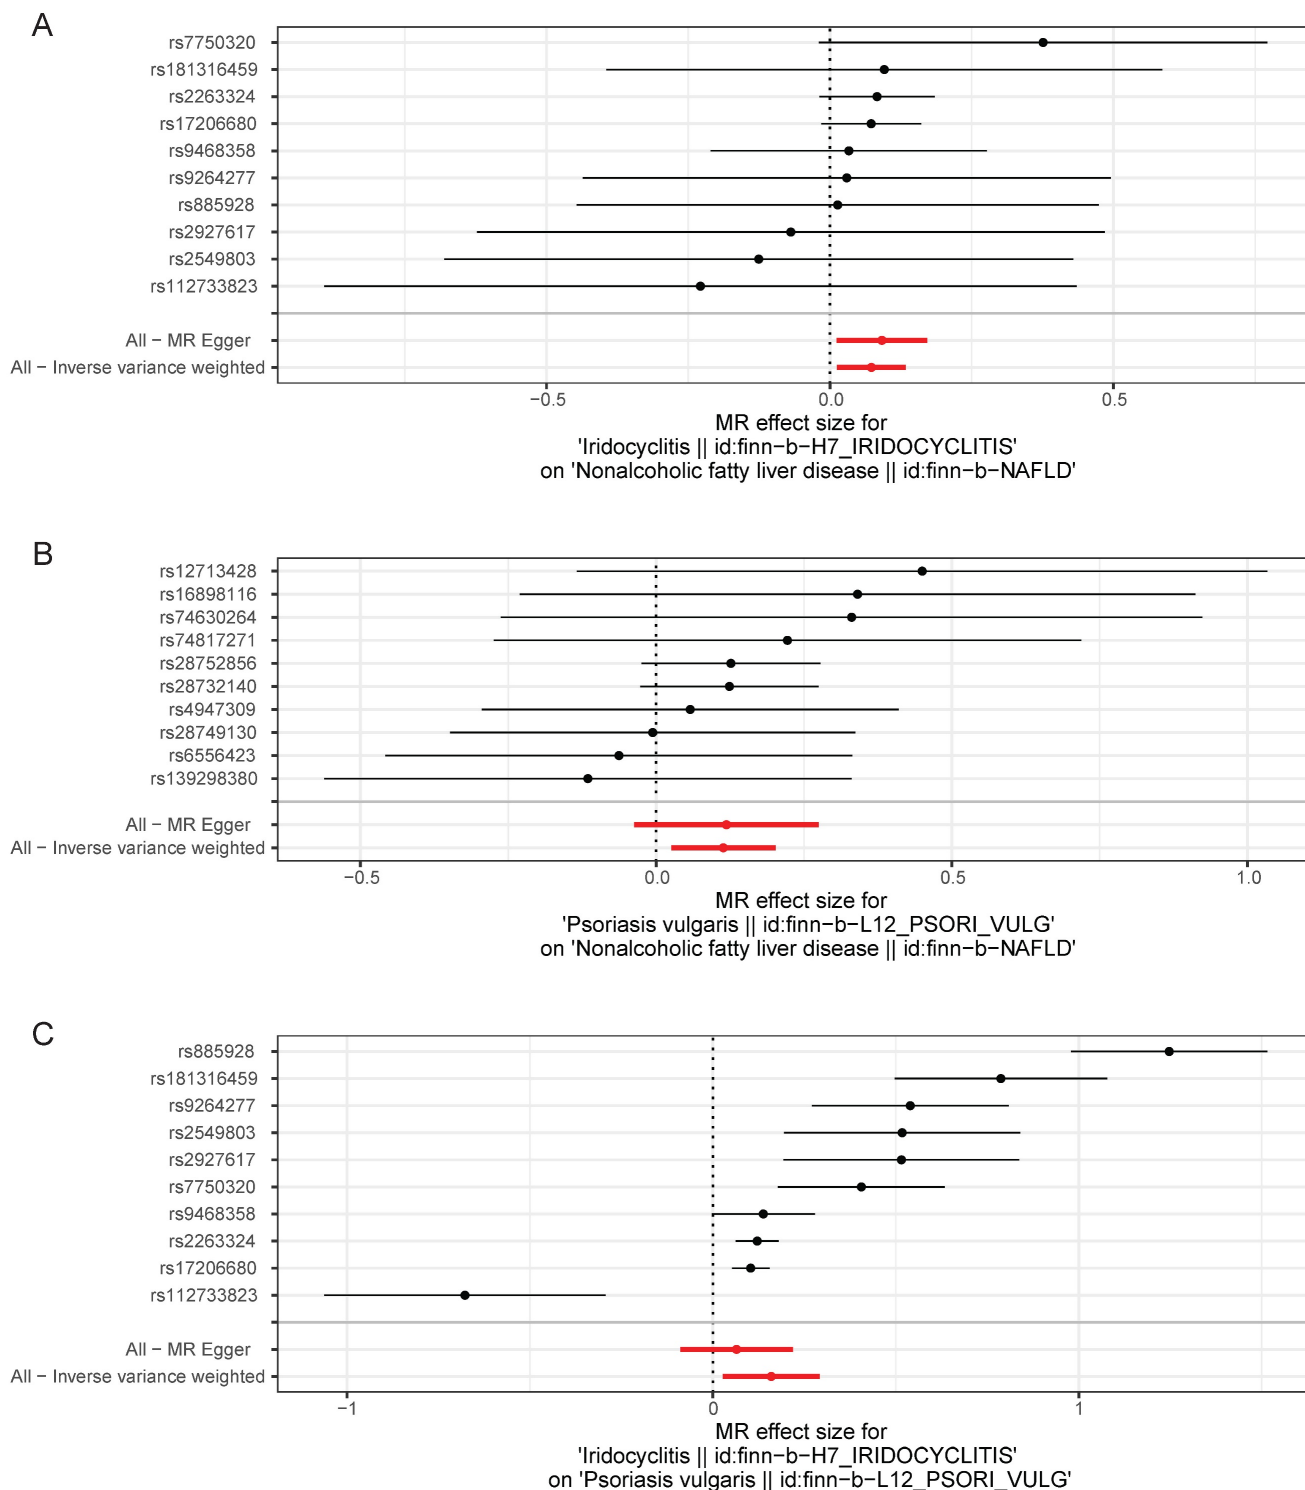 A
rs7750320
rs181316459
rs2263324
rs17206680
rs9468358
rs9264277
rs885928
rs2927617
rs2549803
rs112733823
All − MR Egger
All − Inverse variance weighted
−0.5 0.0 0.5
MR effect size for
'Iridocyclitis || id:finn−b−H7_IRIDOCYCLITIS'
on 'Nonalcoholic fatty liver disease || id:finn−b−NAFLD'
B
rs12713428
rs16898116
rs74630264
rs74817271
rs28752856
rs28732140
rs4947309
rs28749130
rs6556423
rs139298380
All − MR Egger
All − Inverse variance weighted
−0.5 0.0 0.5 1.0
MR effect size for
'Psoriasis vulgaris || id:finn−b−L12_PSORI_VULG'
on 'Nonalcoholic fatty liver disease || id:finn−b−NAFLD'
C
rs885928
rs181316459
rs9264277
rs2549803
rs2927617
rs7750320
rs9468358
rs2263324
rs17206680
rs112733823
All − MR Egger
All − Inverse variance weighted
−1 0 1
MR effect size for
'Iridocyclitis || id:finn−b−H7_IRIDOCYCLITIS'
on 'Psoriasis vulgaris || id:finn−b−L12_PSORI_VULG'